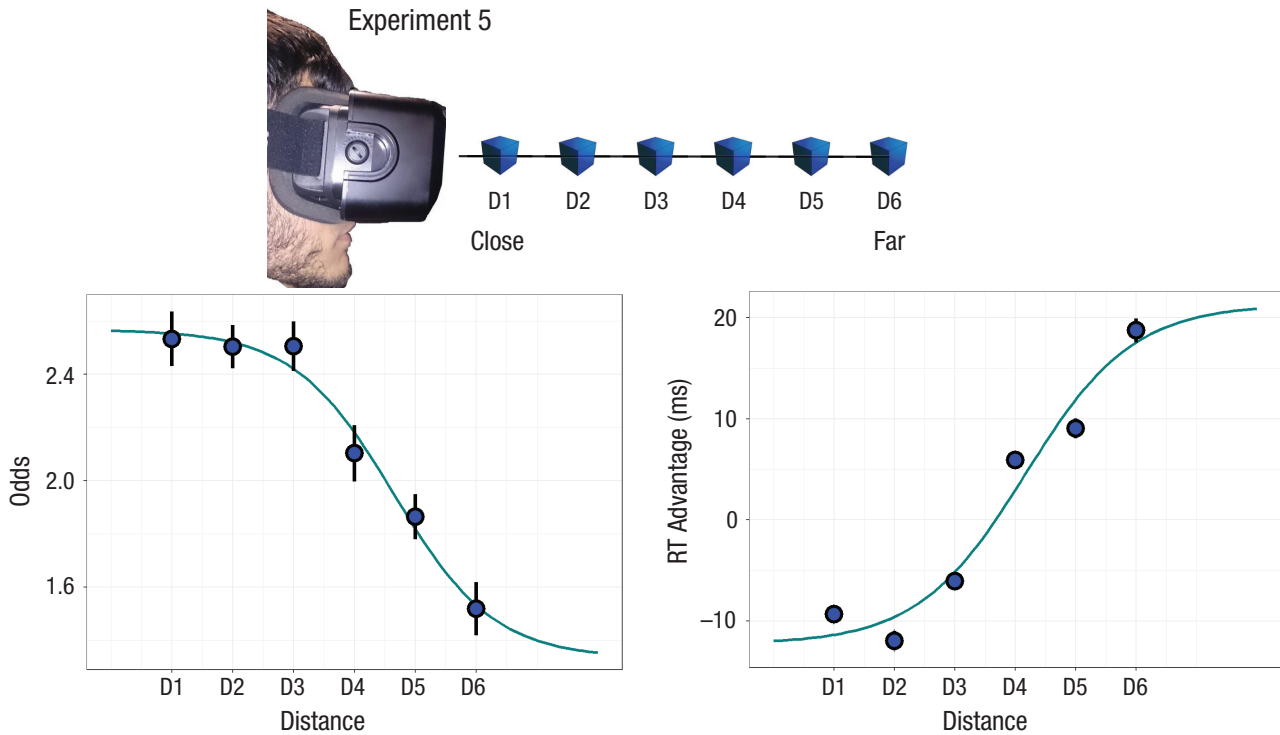 Experiment 5
D1 D2 D3 D4 D5 D6
Close Far
2.4
2.0
1.6
Odds
D1 D2 D3 D4 D5 D6
Distance
20
10
0
−10
RT Advantage (ms)
D1 D2 D3 D4 D5 D6
Distance